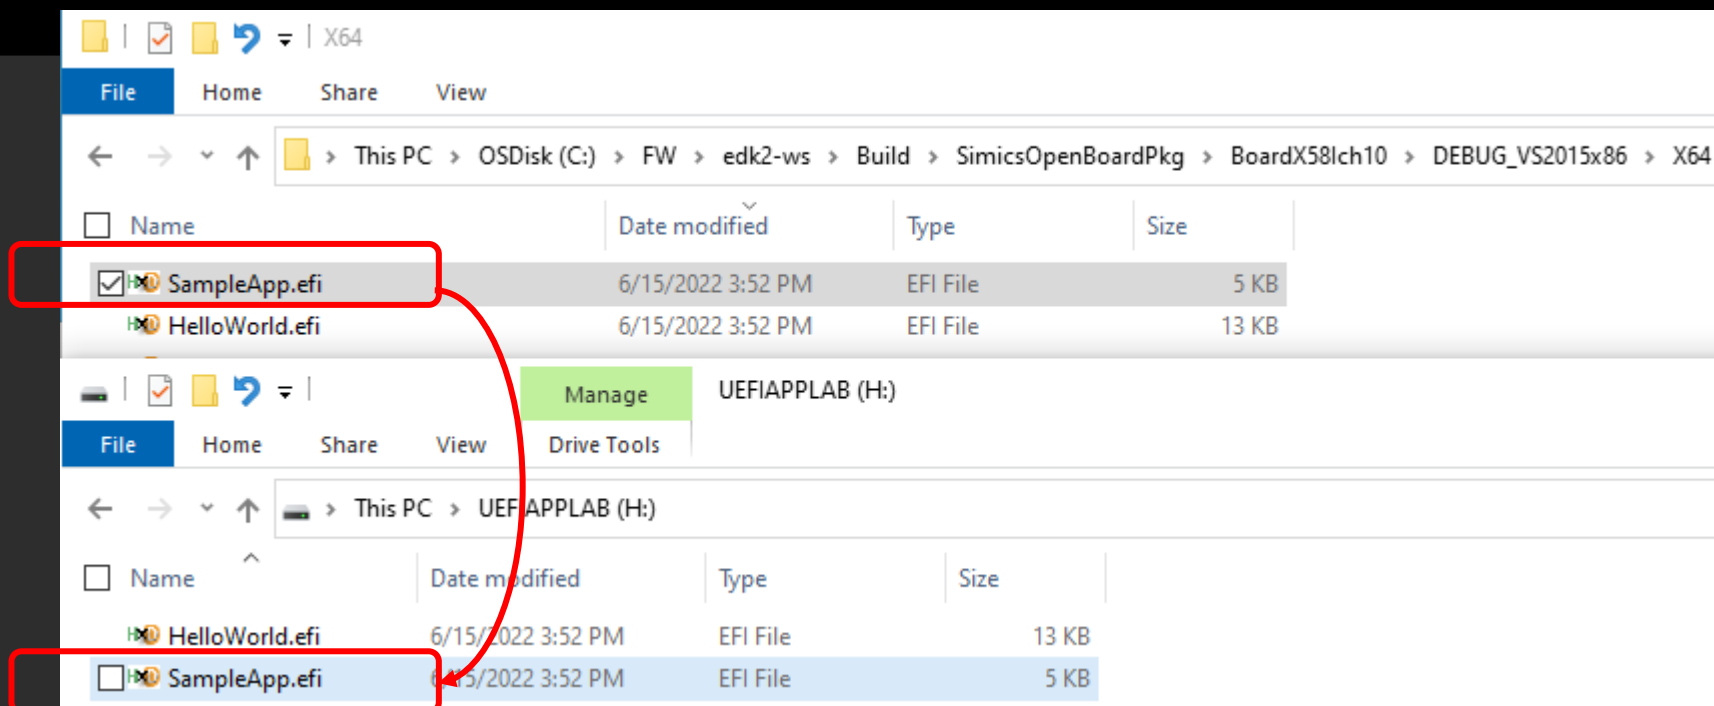 X64
File Home Share View
This PC > OSDisk (C:) > FW > edk2-ws > Build > SimicsOpenBoardPkg > BoardX58Ich10 > DEBUG_VS2015x86 > X64
Name Date modified Type Size
SampleApp.efi 6/15/2022 3:52 PM EFI File 5 KB
HelloWorld.efi 6/15/2022 3:52 PM EFI File 13 KB
Manage UEFIAPPLAB (H:)
File Home Share View Drive Tools
This PC > UEFIAPPLAB (H:)
Name Date modified Type Size
HelloWorld.efi 6/15/2022 3:52 PM EFI File 13 KB
SampleApp.efi 6/15/2022 3:52 PM EFI File 5 KB